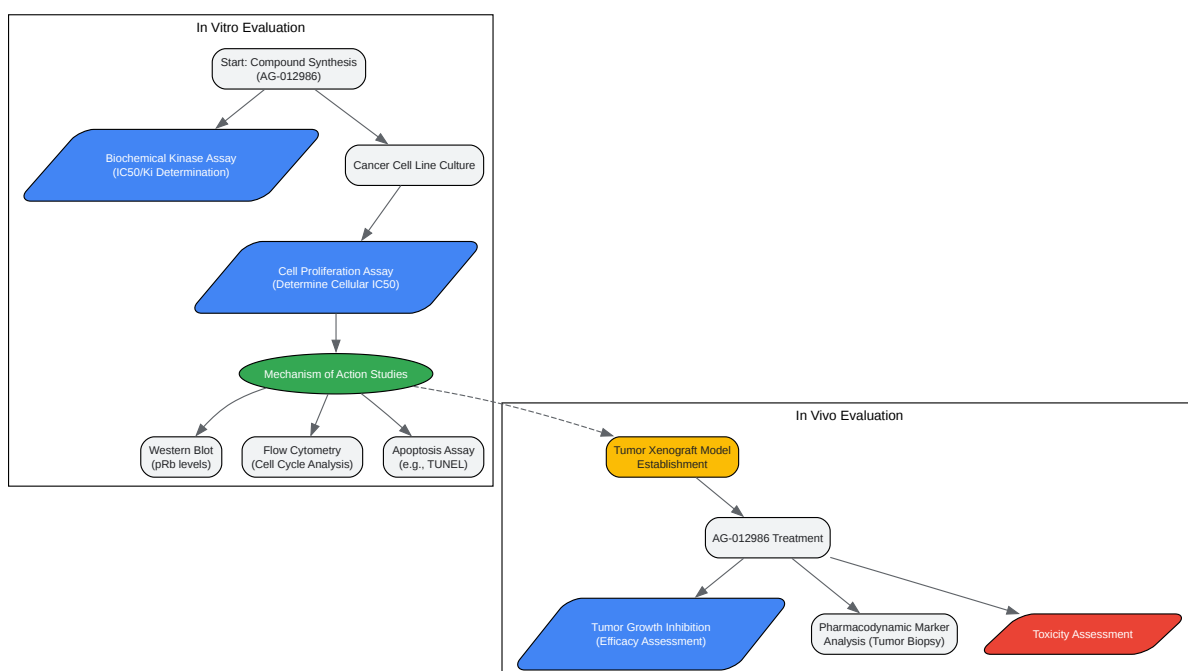 In Vitro Evaluation
Start: Compound Synthesis
(AG-012986)
Biochemical Kinase Assay
(IC50/Ki Determination)
Cancer Cell Line Culture
Cell Proliferation Assay
(Determine Cellular IC50)
Mechanism of Action Studies
Western Blot
(pRb levels)
Flow Cytometry
(Cell Cycle Analysis)
Apoptosis Assay
(e.g., TUNEL)
In Vivo Evaluation
Tumor Xenograft Model
Establishment
AG-012986 Treatment
Tumor Growth Inhibition
(Efficacy Assessment)
Pharmacodynamic Marker
Analysis (Tumor Biopsy)
Toxicity Assessment